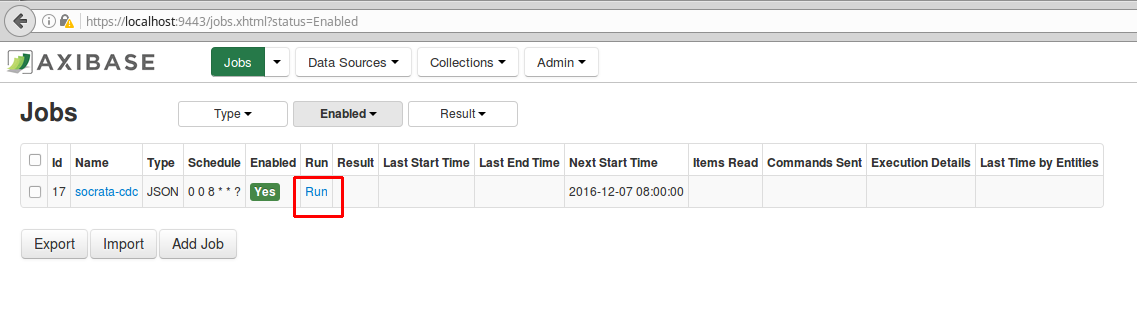 https://localhost:9443/jobs.xhtml?status=Enabled
AXIBASE Jobs Data Sources Collections Admin
Jobs Type Enabled Result
Id Name Type Schedule Enabled Run Result Last Start Time Last End Time Next Start Time Items Read Commands Sent Execution Details Last Time by Entities
17 socrata-cdc JSON 0 0 8 * * ? Yes Run 2016-12-07 08:00:00
Export Import Add Job